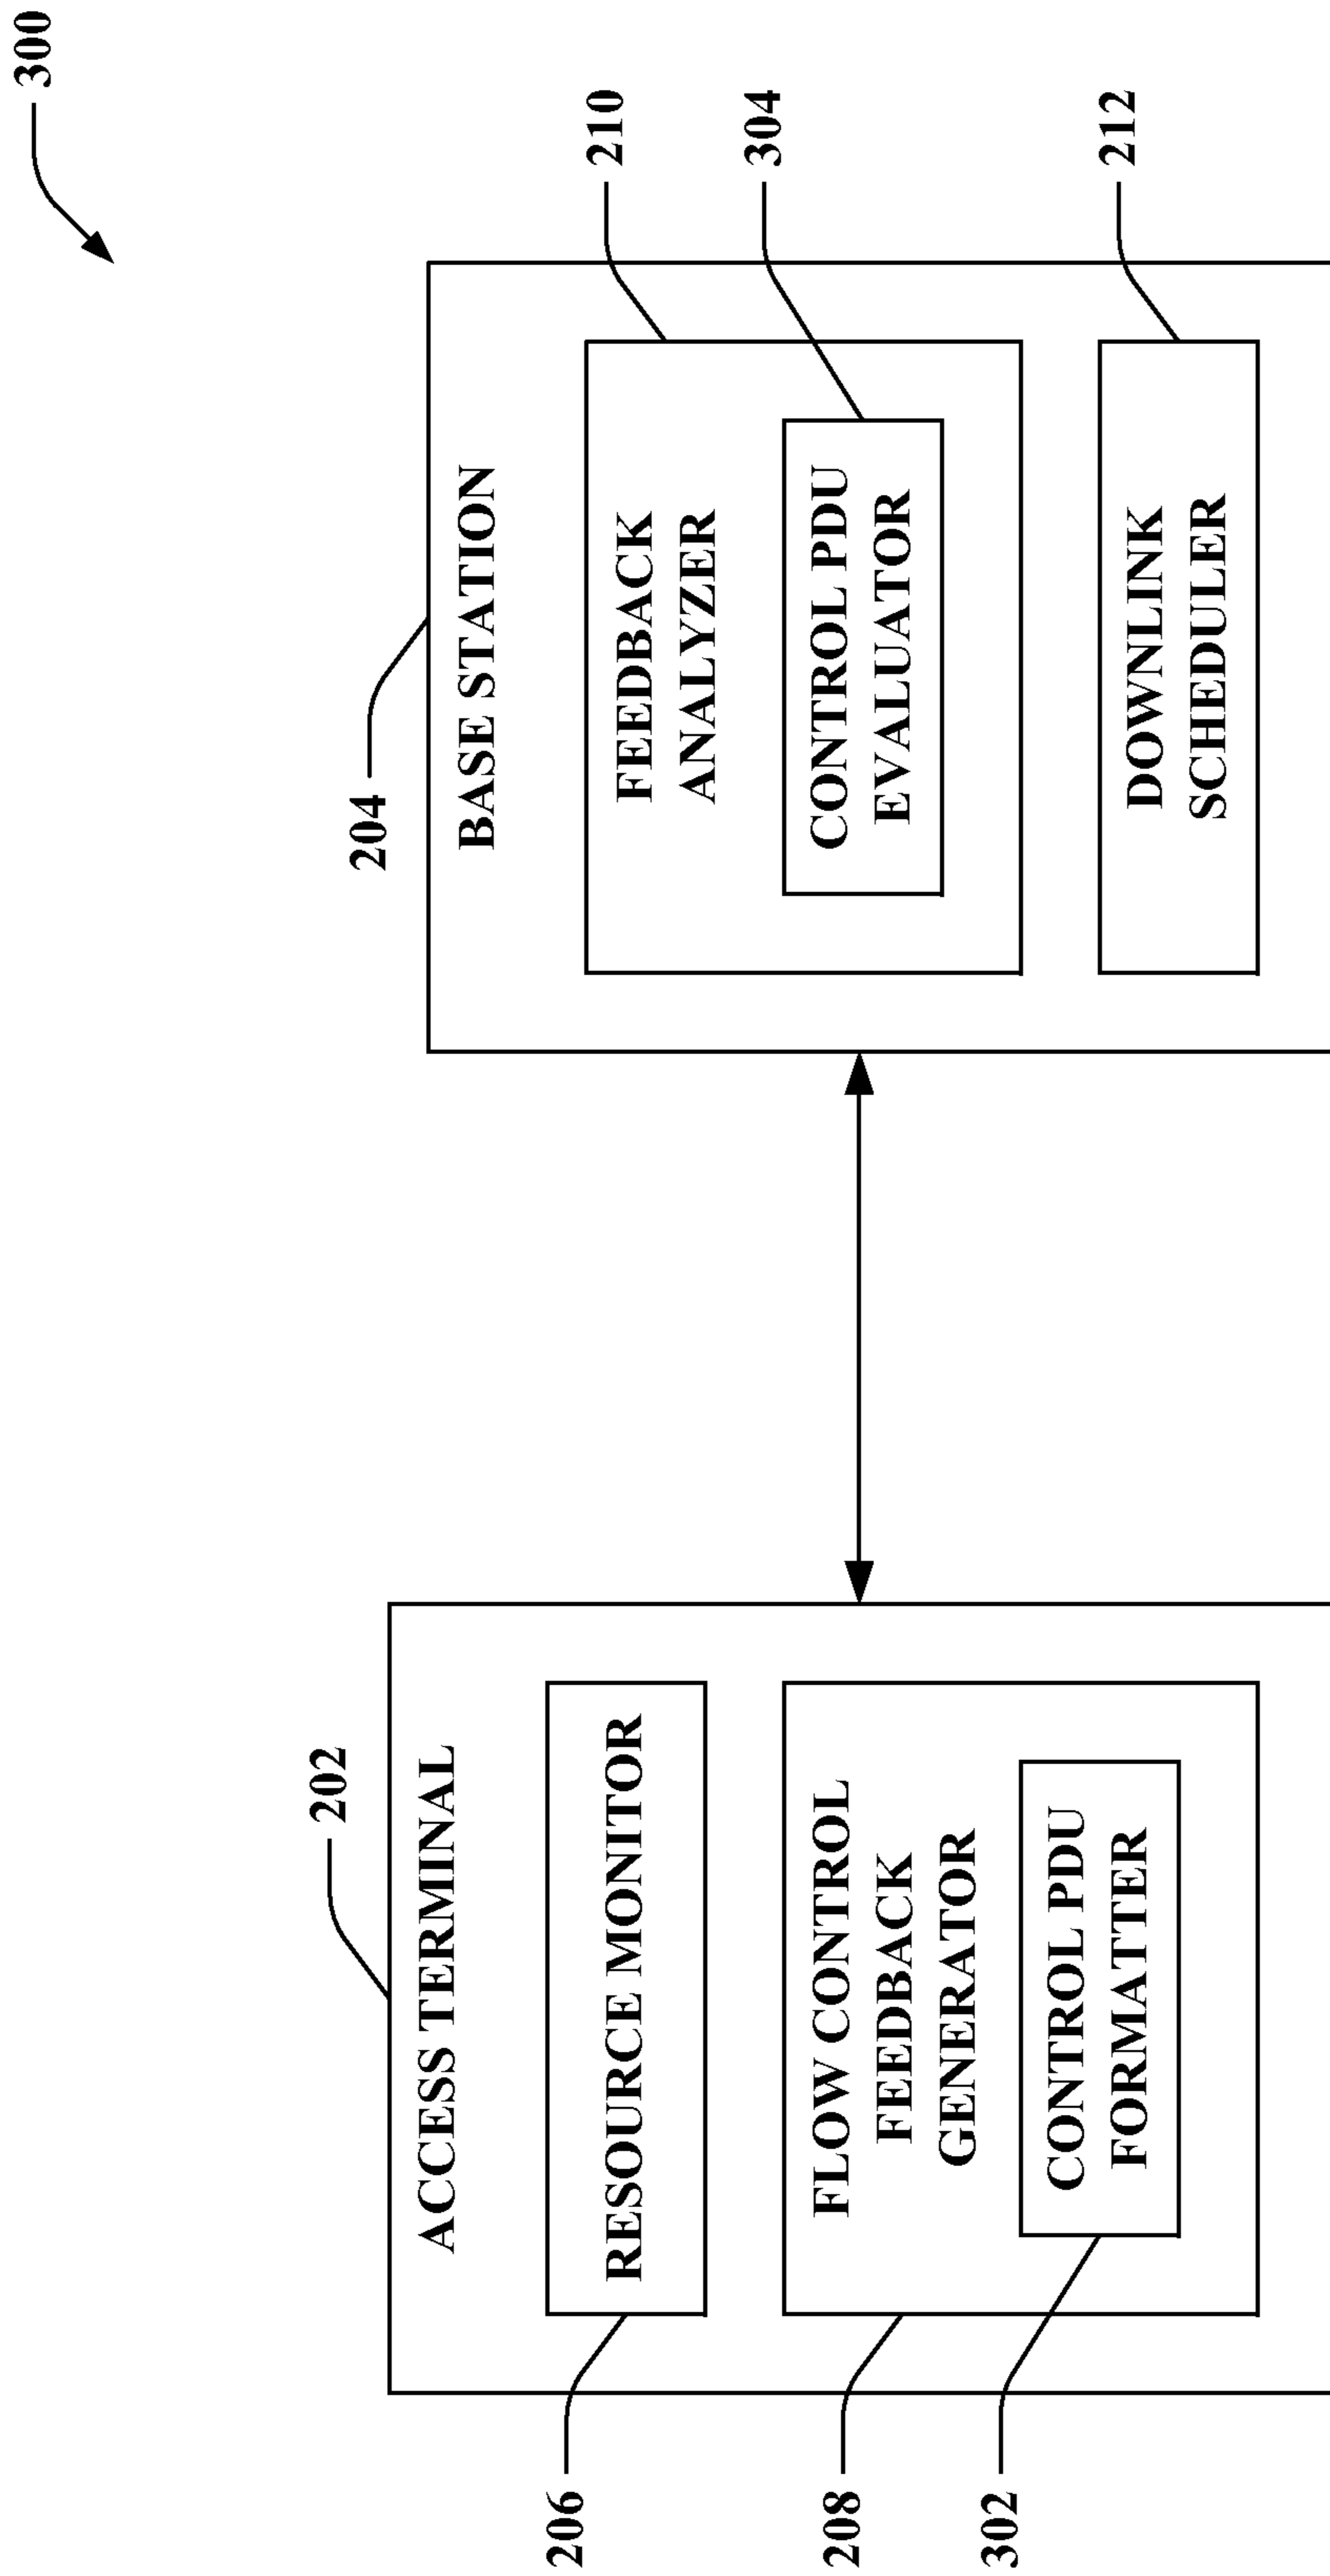 300
202
ACCESS TERMINAL
206
RESOURCE MONITOR
208
FLOW CONTROL
FEEDBACK
GENERATOR
302
CONTROL PDU
FORMATTER
204
BASE STATION
210
FEEDBACK
ANALYZER
304
CONTROL PDU
EVALUATOR
212
DOWNLINK
SCHEDULER